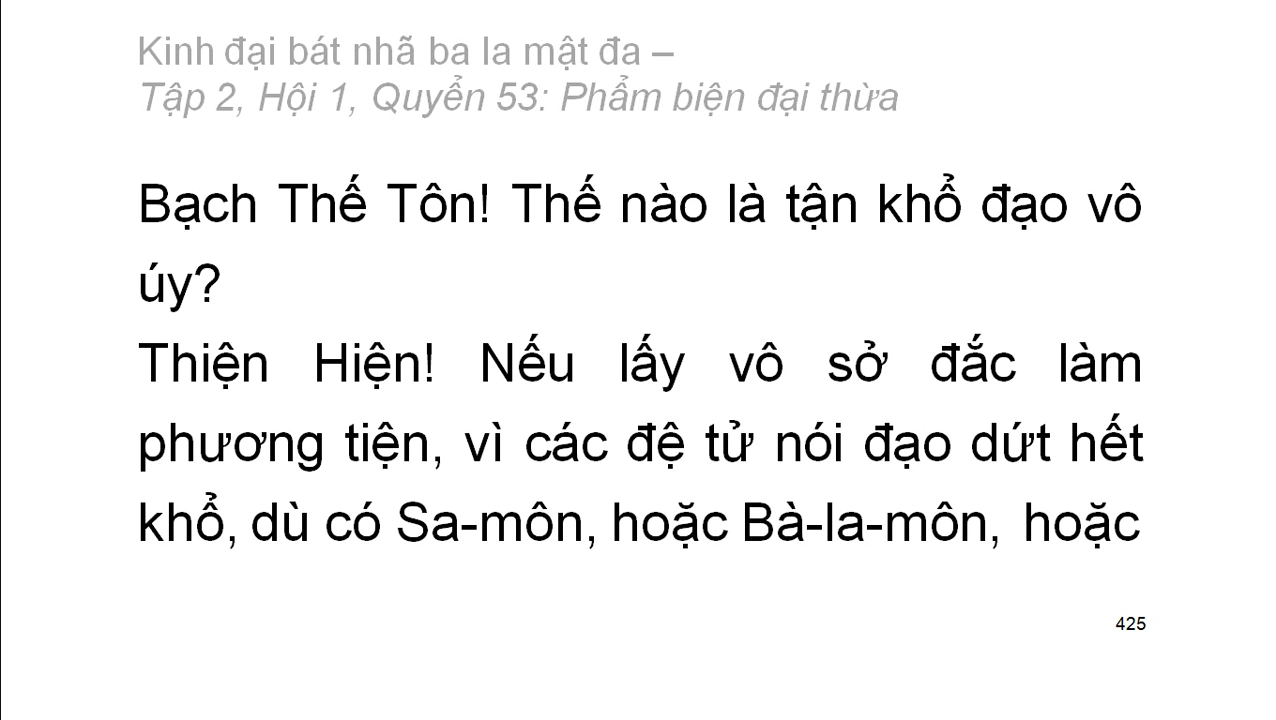 Kinh đại bát nhã ba la mật đa –
Tập 2, Hội 1, Quyển 53: Phẩm biện đại thừa
Bạch Thế Tôn! Thế nào là tận khổ đạo vô
úy?
Thiện Hiện! Nếu lấy vô sở đắc làm
phương tiện, vì các đệ tử nói đạo dứt hết
khổ, dù có Sa-môn, hoặc Bà-la-môn, hoặc
425